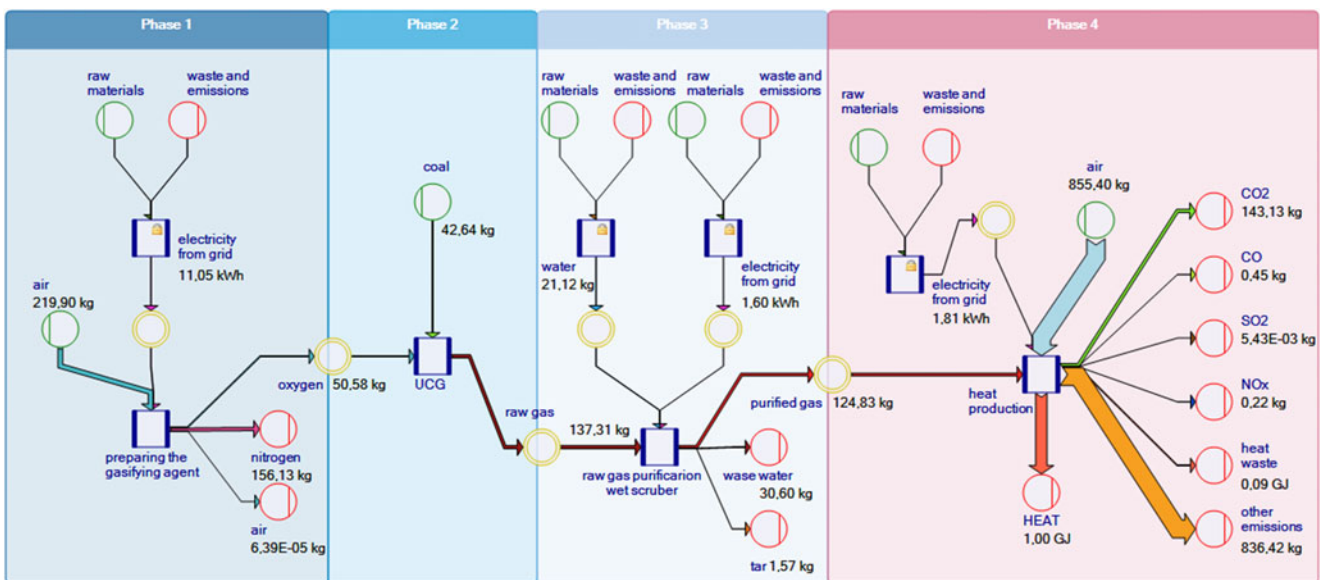 Phase 1
Phase 2
Phase 3
Phase 4
raw
materials
waste and
emissions
electricity
from grid
11,05 kWh
air
219,90 kg
preparing the
gasifying agent
nitrogen
156,13 kg
air
6,39E-05 kg
oxygen
50,58 kg
coal
42,64 kg
UCG
raw gas
137,31 kg
raw
materials
waste and
emissions
raw
materials
waste and
emissions
water
21,12 kg
electricity
from grid
1,60 kWh
raw gas purificarion
wet scruber
purified gas
124,83 kg
wase water
30,60 kg
tar 1,57 kg
raw
materials
waste and
emissions
electricity
from grid
1,81 kWh
air
855,40 kg
heat
production
HEAT
1,00 GJ
CO2
143,13 kg
CO
0,45 kg
SO2
5,43E-03 kg
NOx
0,22 kg
heat
waste
0,09 GJ
other
emissions
836,42 kg